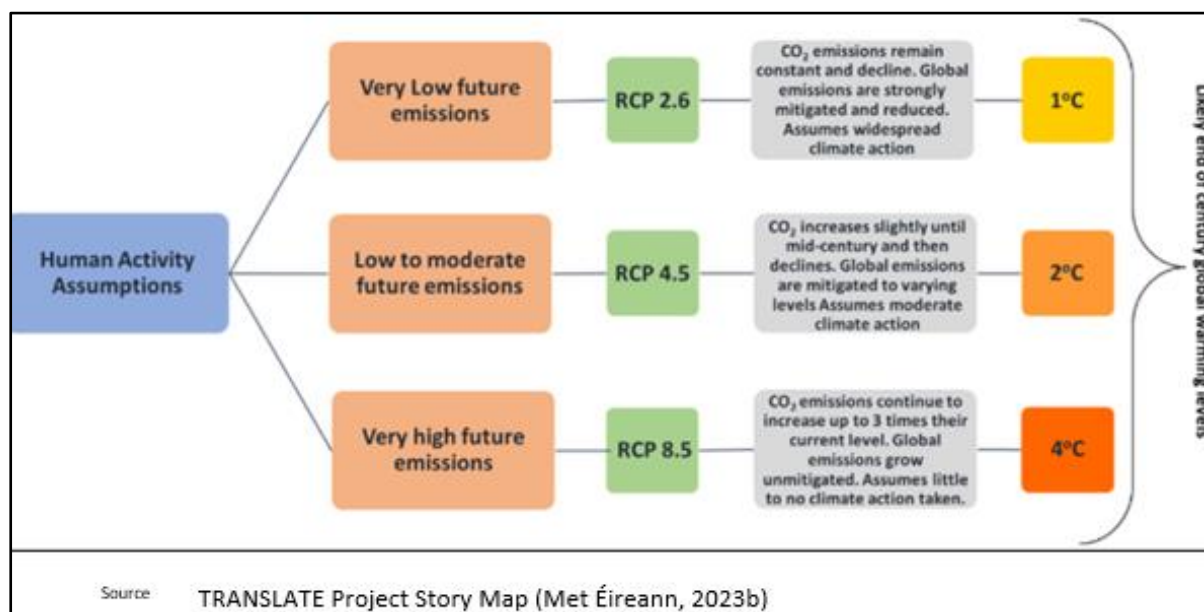 Human Activity
Assumptions
Very Low future
emissions
RCP 2.6
CO₂ emissions remain
constant and decline. Global
emissions are strongly
mitigated and reduced.
Assumes widespread
climate action
1°C
Low to moderate
future emissions
RCP 4.5
CO₂ increases slightly until
mid-century and then
declines. Global emissions
are mitigated to varying
levels Assumes moderate
climate action
2°C
Very high future
emissions
RCP 8.5
CO₂ emissions continue to
increase up to 3 times their
current level. Global
emissions grow
unmitigated. Assumes little
to no climate action taken.
4°C
Likely end of century global warming levels
Source TRANSLATE Project Story Map (Met Éireann, 2023b)